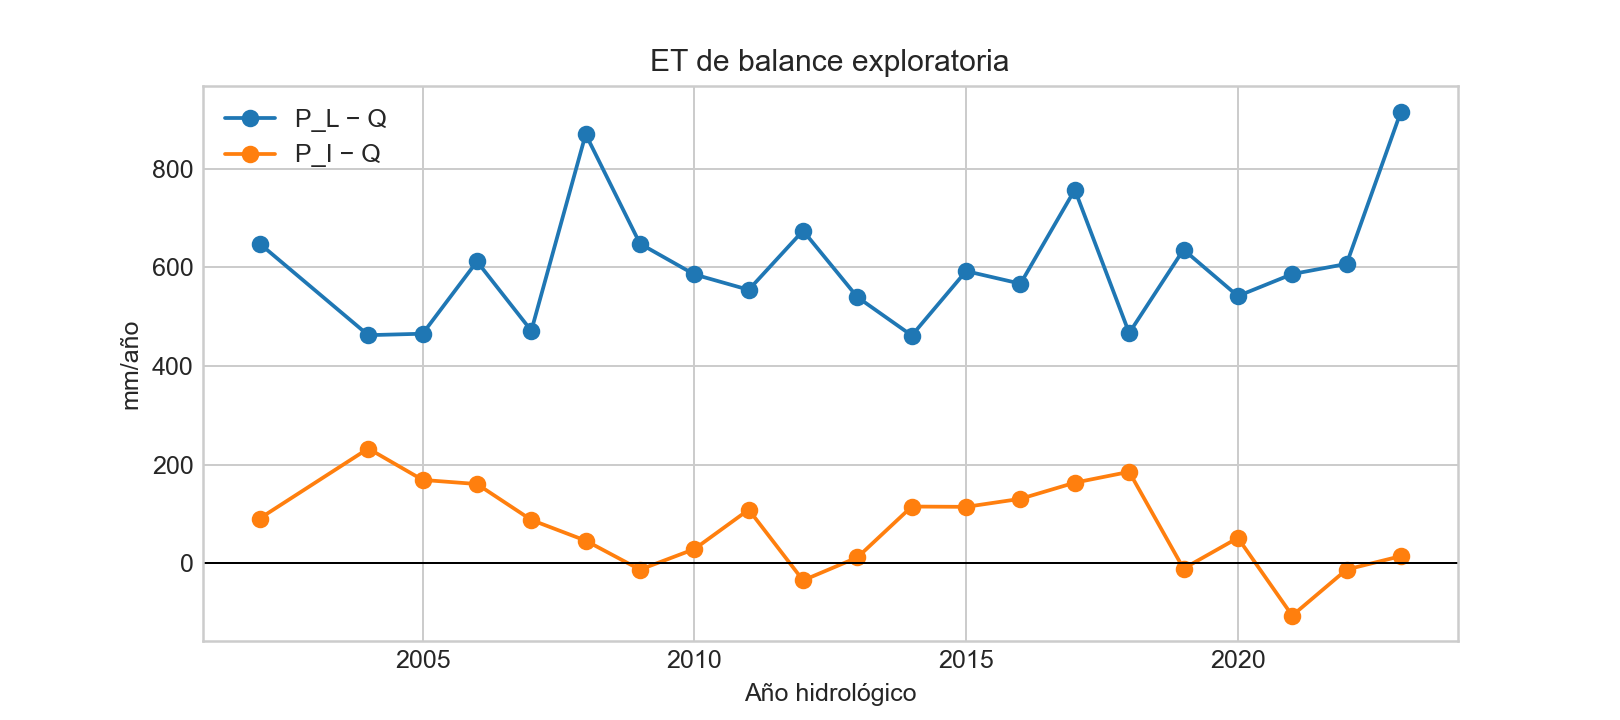 ET de balance exploratoria
P_L − Q
P_I − Q
800
600
400
200
0
mm/año
2005 2010 2015 2020
Año hidrológico